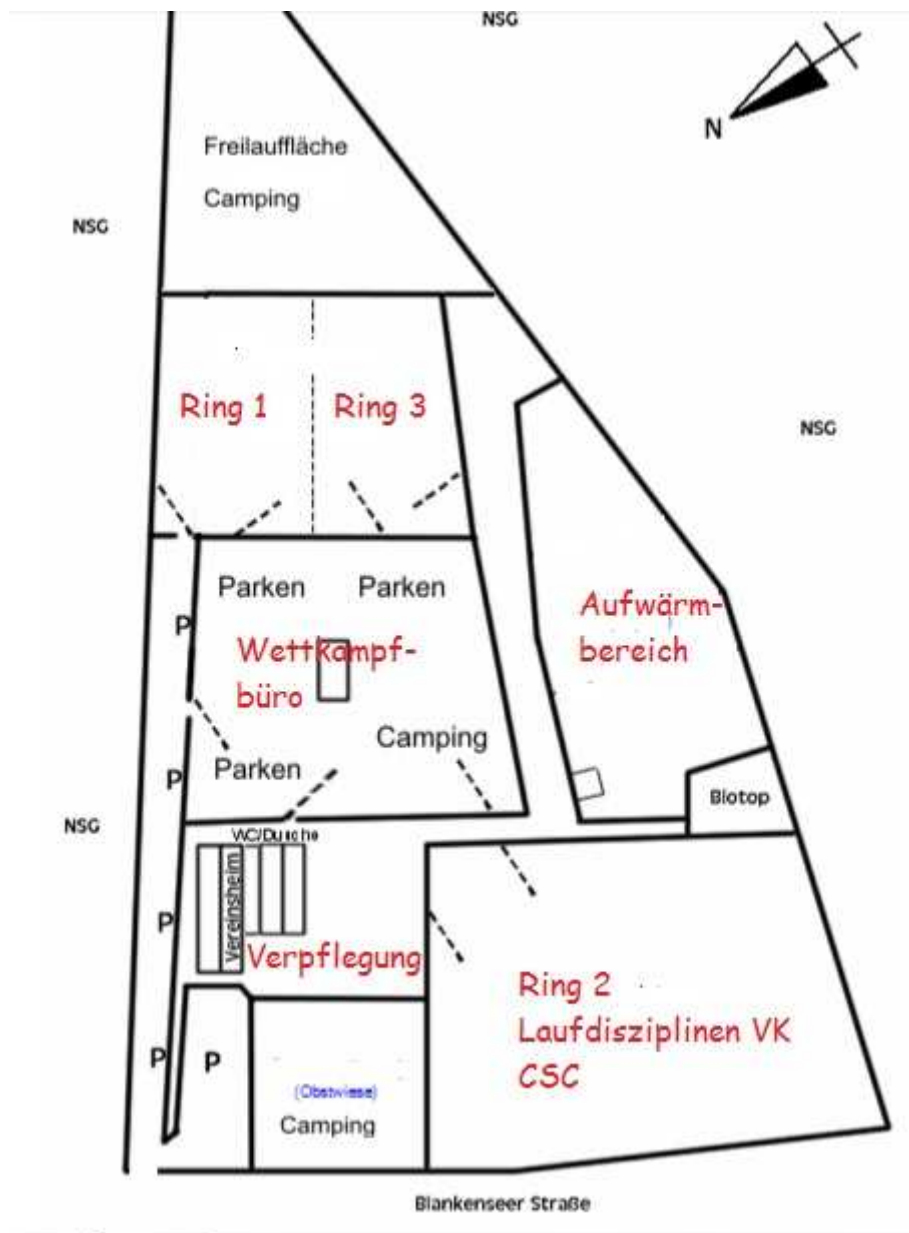 NSG
N
Freilauffläche
Camping
NSG
Ring 1
Ring 3
NSG
Parken
Parken
P
Aufwärm-
bereich
Wettkampf-
büro
Camping
Parken
P
Biotop
NSG
WC/Dusche
Vereinsheim
P
Verpflegung
Ring 2
Laufdisziplinen VK
CSC
P
P
(Obstwiese)
Camping
Blankenseer Straße